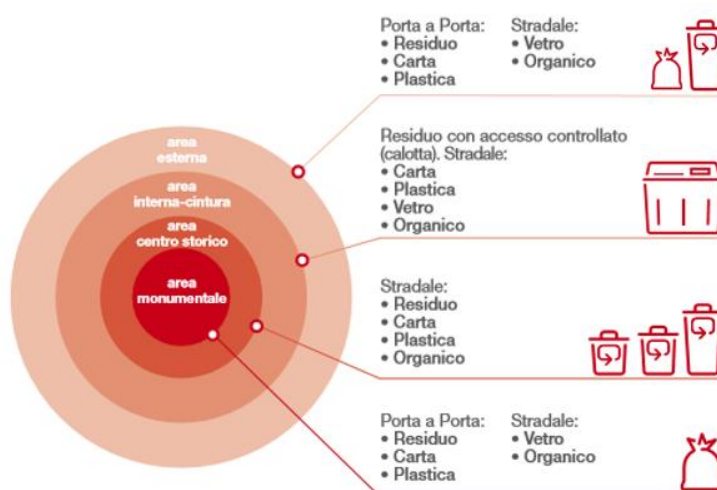 Porta a Porta:
• Residuo
• Carta
• Plastica
Stradale:
• Vetro
• Organico
Residuo con accesso controllato
(calotta). Stradale:
• Carta
• Plastica
• Vetro
• Organico
Stradale:
• Residuo
• Carta
• Plastica
• Organico
Porta a Porta:
• Residuo
• Carta
• Plastica
Stradale:
• Vetro
• Organico
area
esterna
area
interna-cintura
area
centro storico
area
monumentale